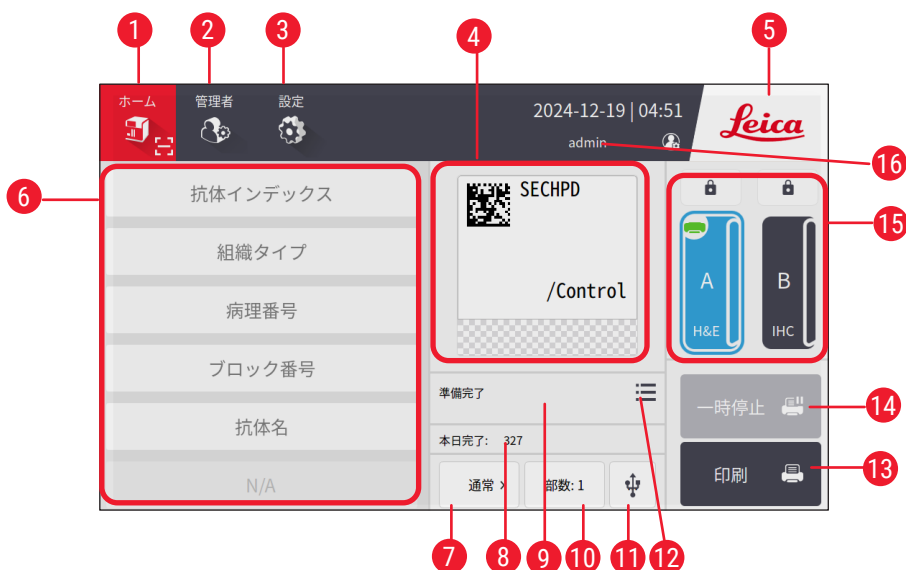 1
2
3
4
5
ホーム
管理者
設定
2024-12-19 | 04:51
admin
Leica
16
6
抗体インデックス
組織タイプ
病理番号
ブロック番号
抗体名
N/A
SECHPD
/Control
A
H&E
B
IHC
15
準備完了
本日完了: 327
通常
部数: 1
一時停止
14
印刷
13
7
8
9
10
11
12